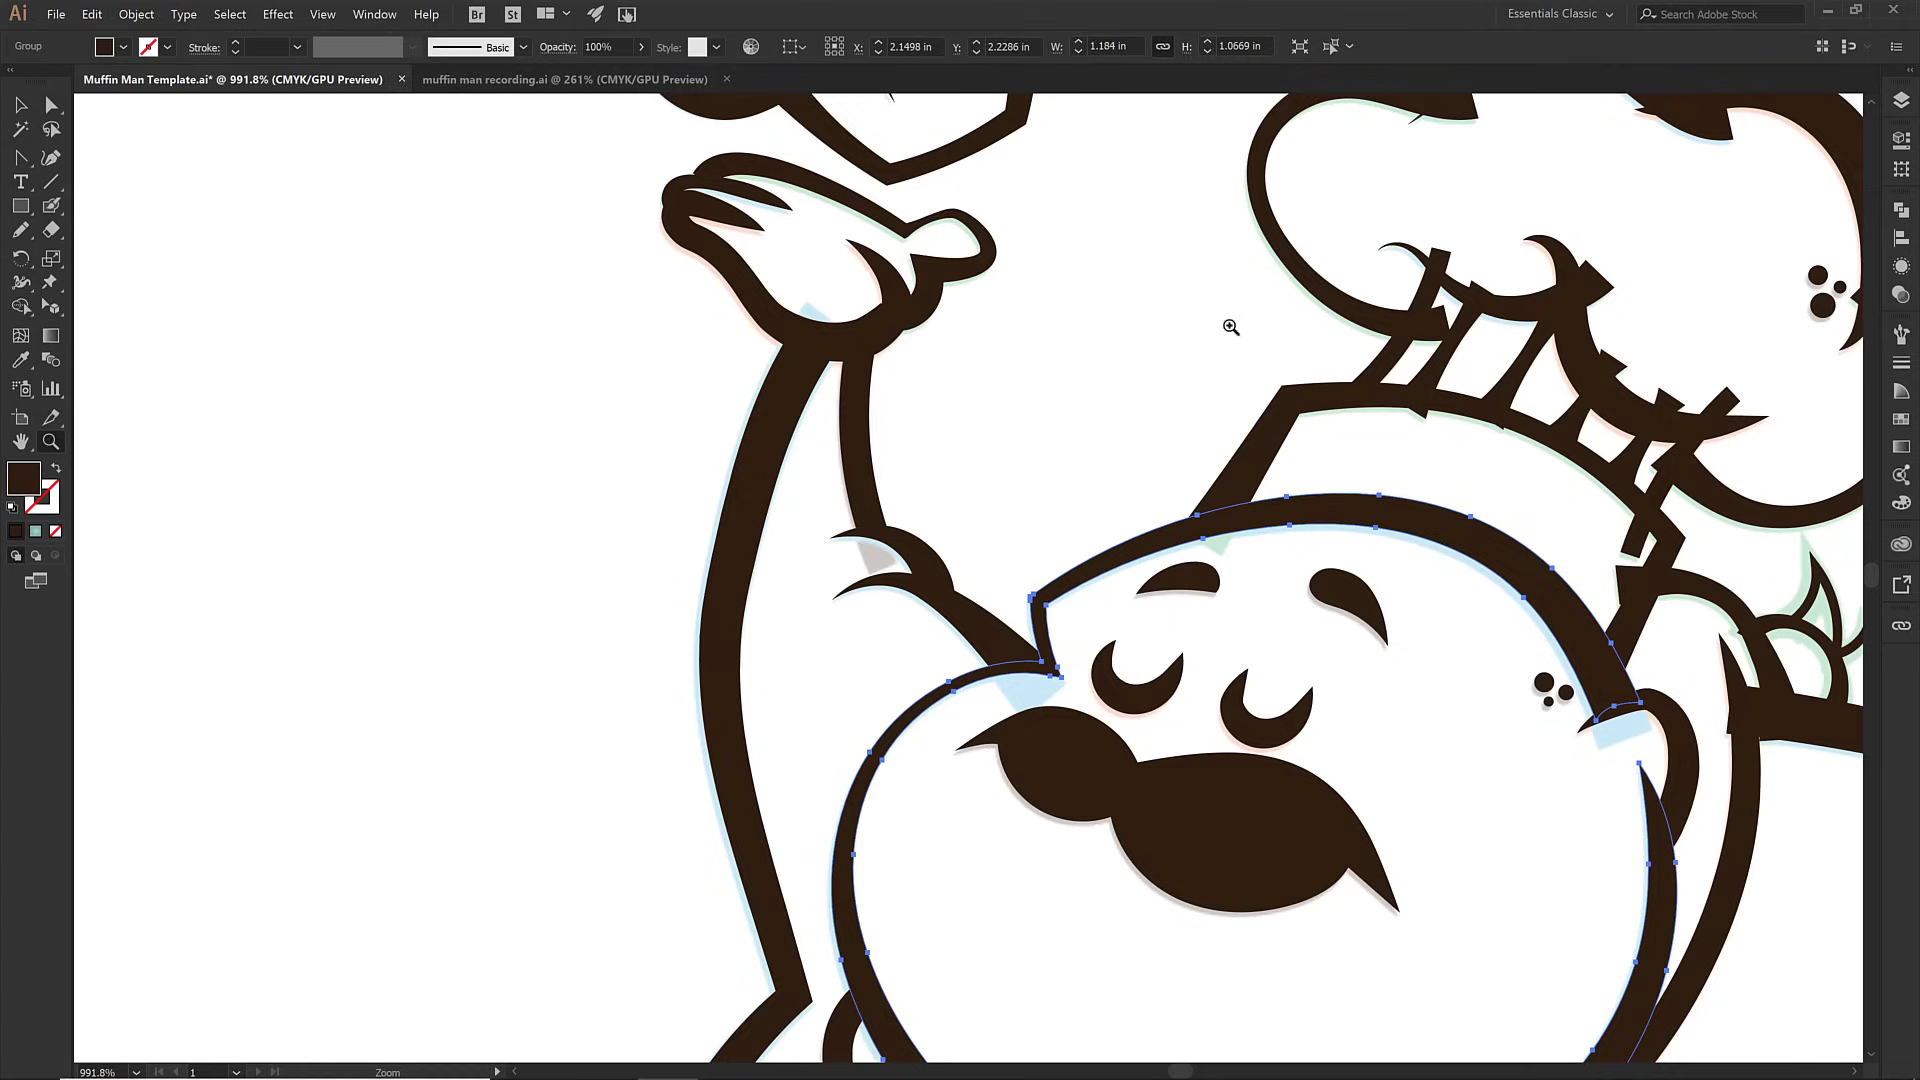 Ai File Edit Object Type Select Effect View Window Help Br St Essentials Classic Search Adobe Stock
Group Stroke: Basic Opacity: 100% Style: X: 2.1498 in Y: 2.2286 in W: 1.184 in H: 1.0669 in
Muffin Man Template.ai* @ 991.8% (CMYK/GPU Preview) muffin man recording.ai @ 261% (CMYK/GPU Preview)
991.8% 1 Zoom